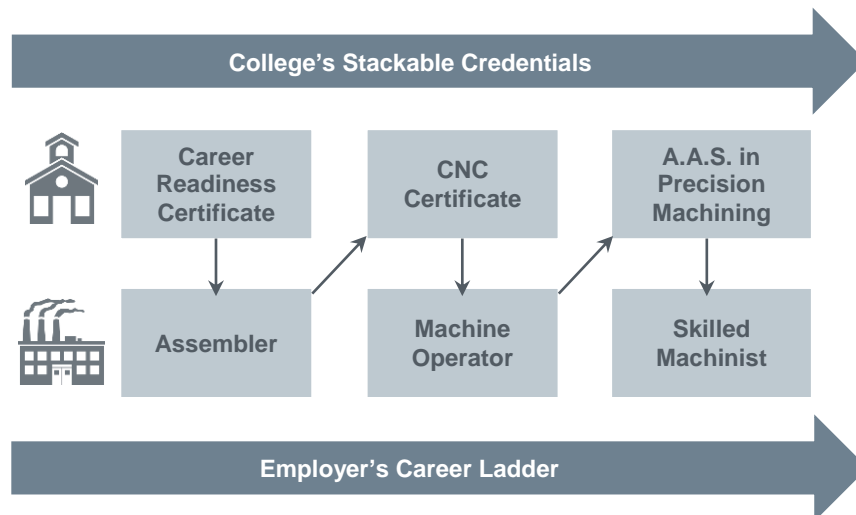 College’s Stackable Credentials
Career
Readiness
Certificate
CNC
Certificate
A.A.S. in
Precision
Machining
Assembler
Machine
Operator
Skilled
Machinist
Employer’s Career Ladder